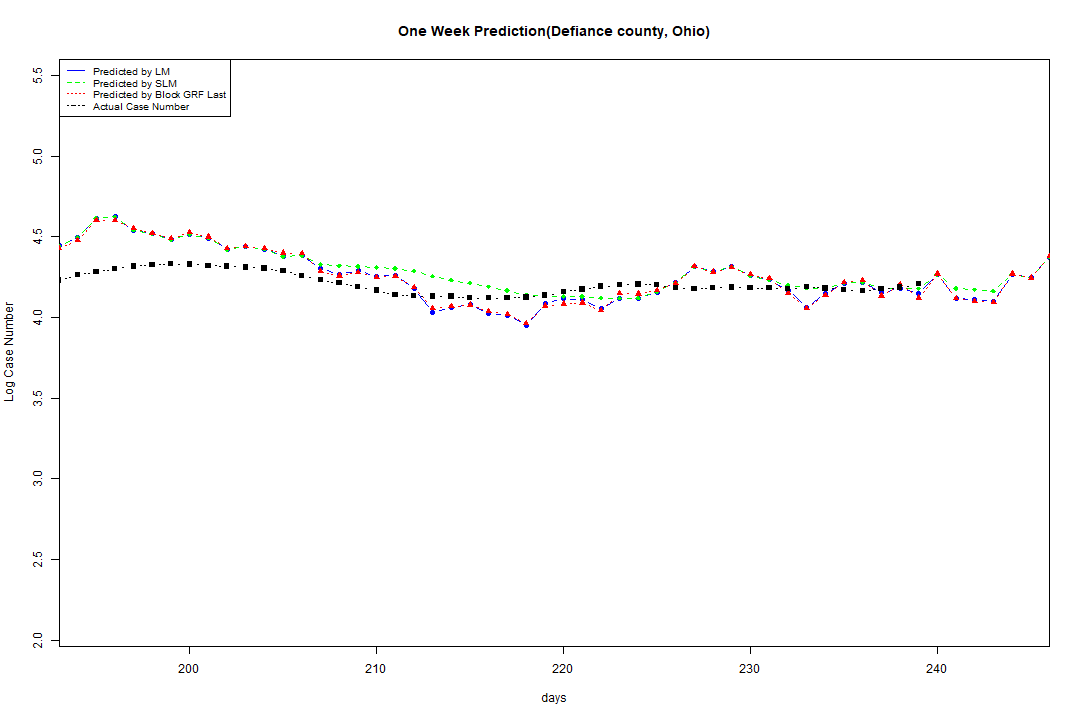 One Week Prediction(Defiance county, Ohio)
Predicted by LM
Predicted by SLM
Predicted by Block GRF Last
Actual Case Number
5.5
5.0
4.5
4.0
3.5
3.0
2.5
2.0
Log Case Number
200 210 220 230 240
days